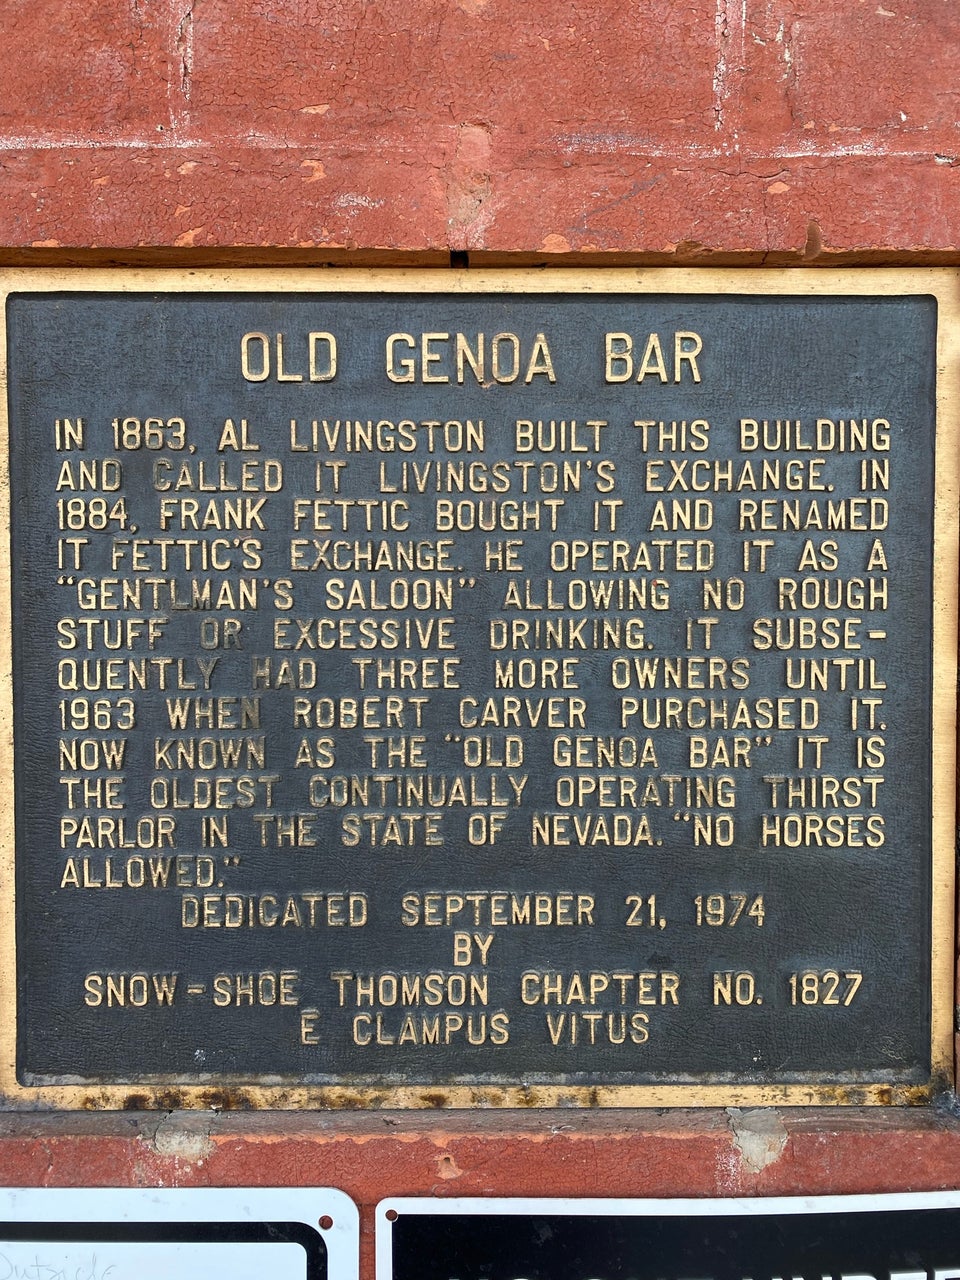 OLD GENOA BAR
IN 1863, AL LIVINGSTON BUILT THIS BUILDING
AND CALLED IT LIVINGSTON'S EXCHANGE. IN
1884, FRANK FETTIC BOUGHT IT AND RENAMED
IT FETTIC'S EXCHANGE. HE OPERATED IT AS A
"GENTLMAN'S SALOON" ALLOWING NO ROUGH
STUFF OR EXCESSIVE DRINKING. IT SUBSE-
QUENTLY HAD THREE MORE OWNERS UNTIL
1963 WHEN ROBERT CARVER PURCHASED IT.
NOW KNOWN AS THE "OLD GENOA BAR" IT IS
THE OLDEST CONTINUALLY OPERATING THIRST
PARLOR IN THE STATE OF NEVADA. "NO HORSES
ALLOWED."
DEDICATED SEPTEMBER 21, 1974
BY
SNOW-SHOE THOMSON CHAPTER NO. 1827
E CLAMPUS VITUS
Outside